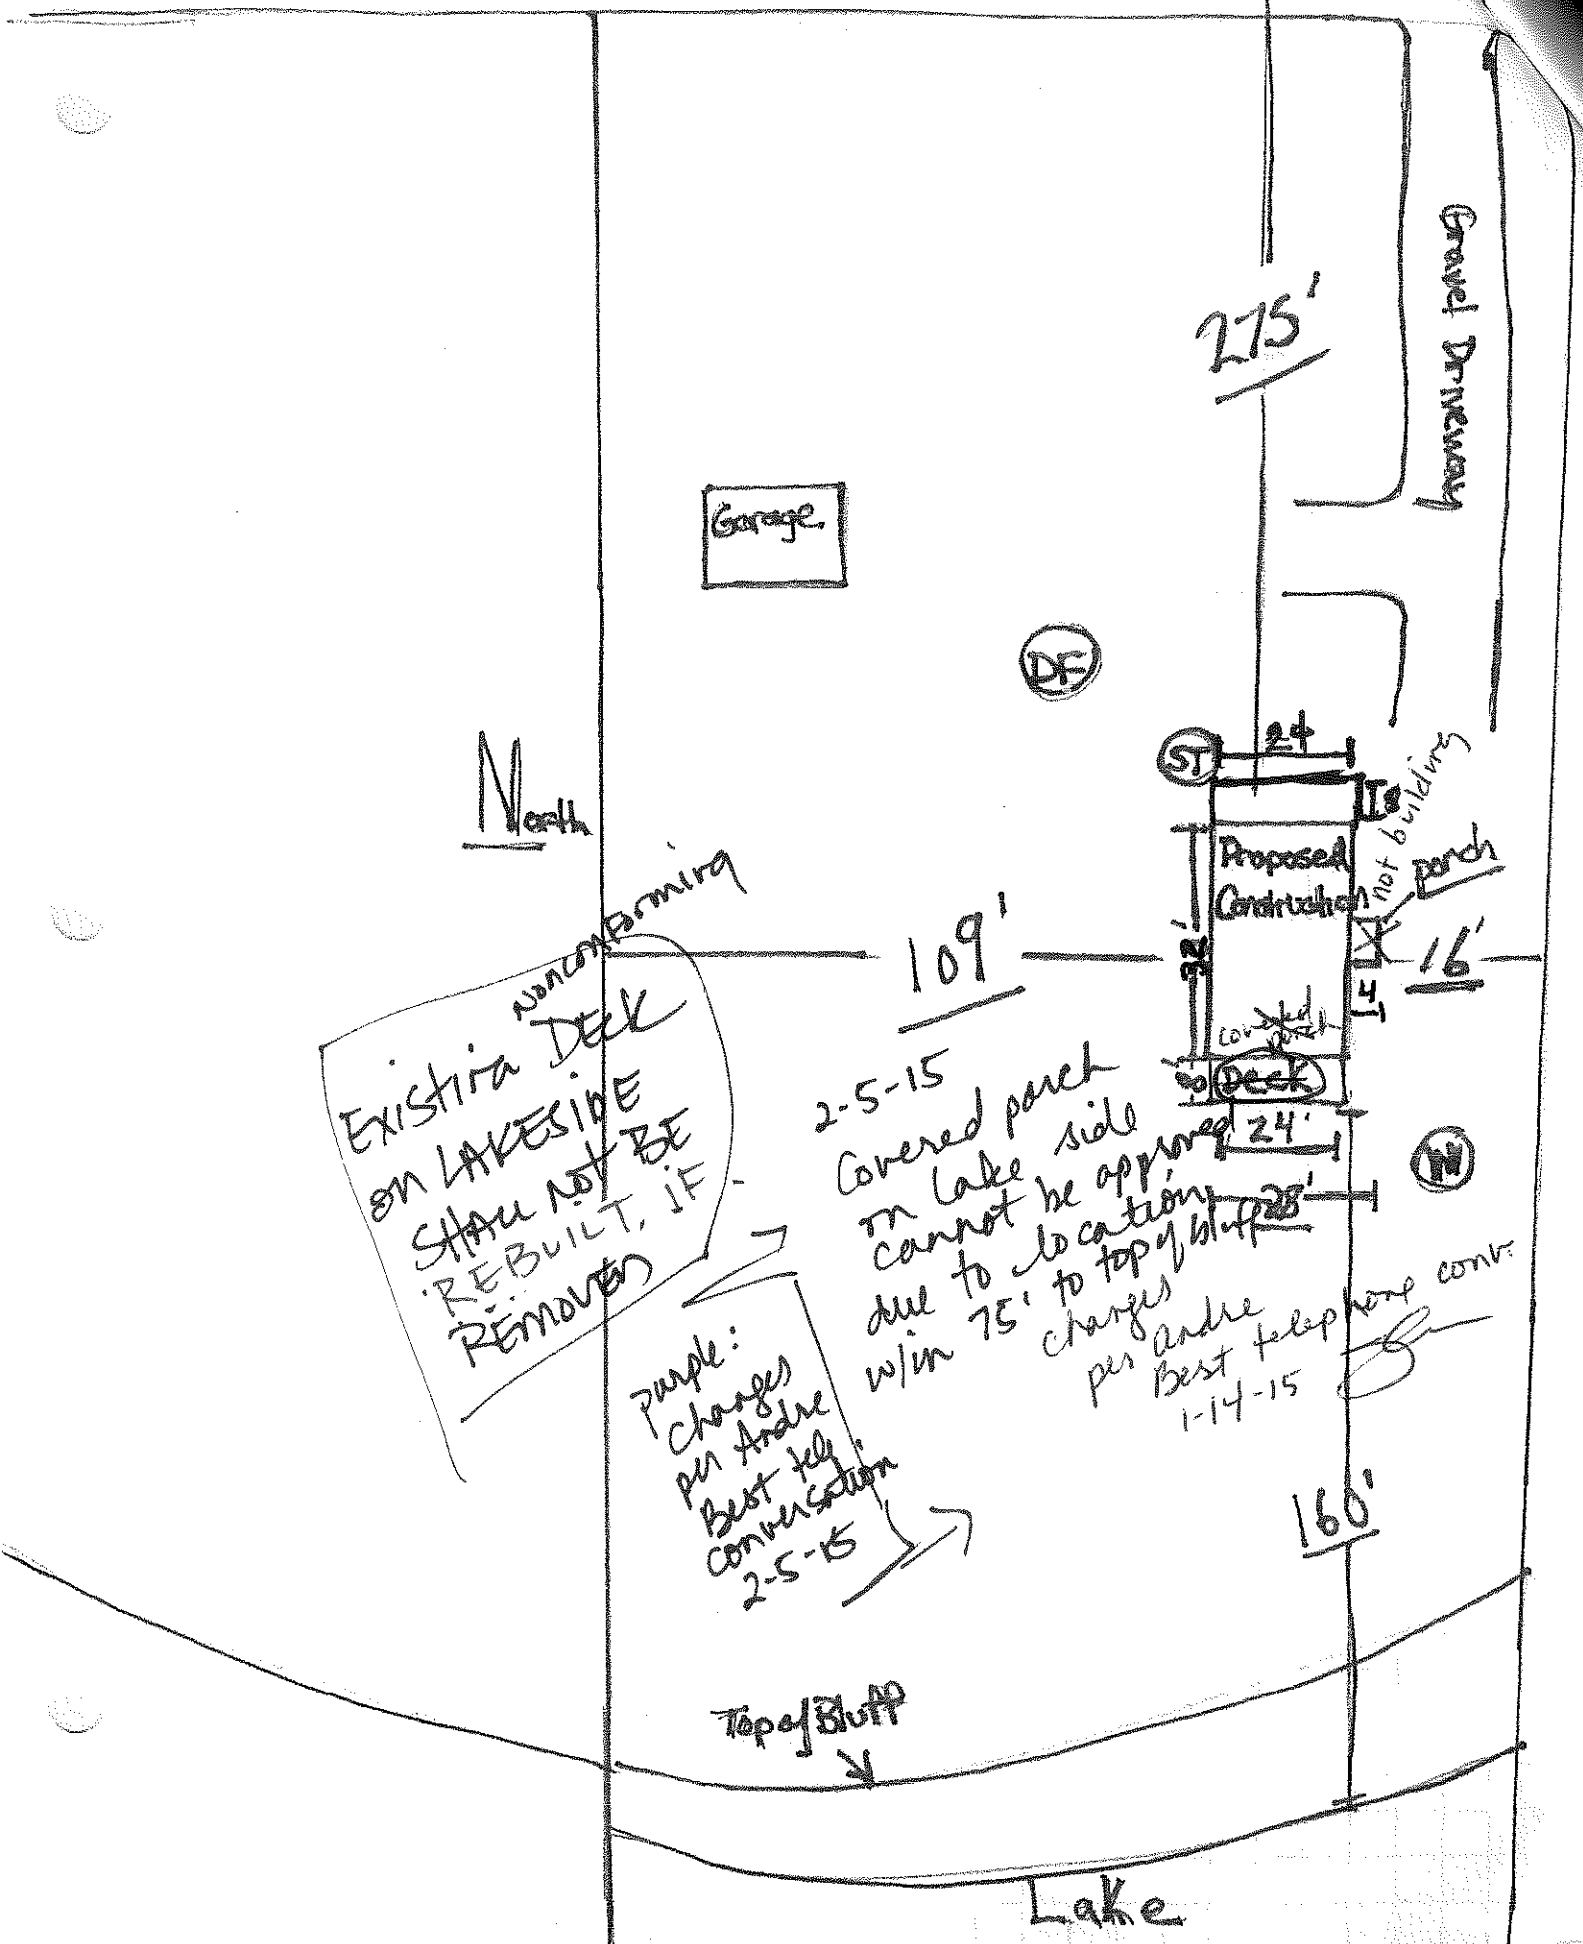 275'
Gravel Driveway
Garage
DF
ST
24
8
not building
porch
Proposed
Construction
North
109'
32'
16'
4
covered
porch
8'
Deck
24'
28'
W
nonconforming
Existing Deck
on LAKESIDE
SHALL NOT BE
REBUILT, IF
REMOVED
2-5-15
Covered porch
on lake side
cannot be approved
due to location
w/in 75' to top of bluff
changes
per Andre
Best telephone conv.
1-14-15
purple:
changes
per Andre
Best tele
conversation
2-5-15
160'
Top of Bluff
Lake